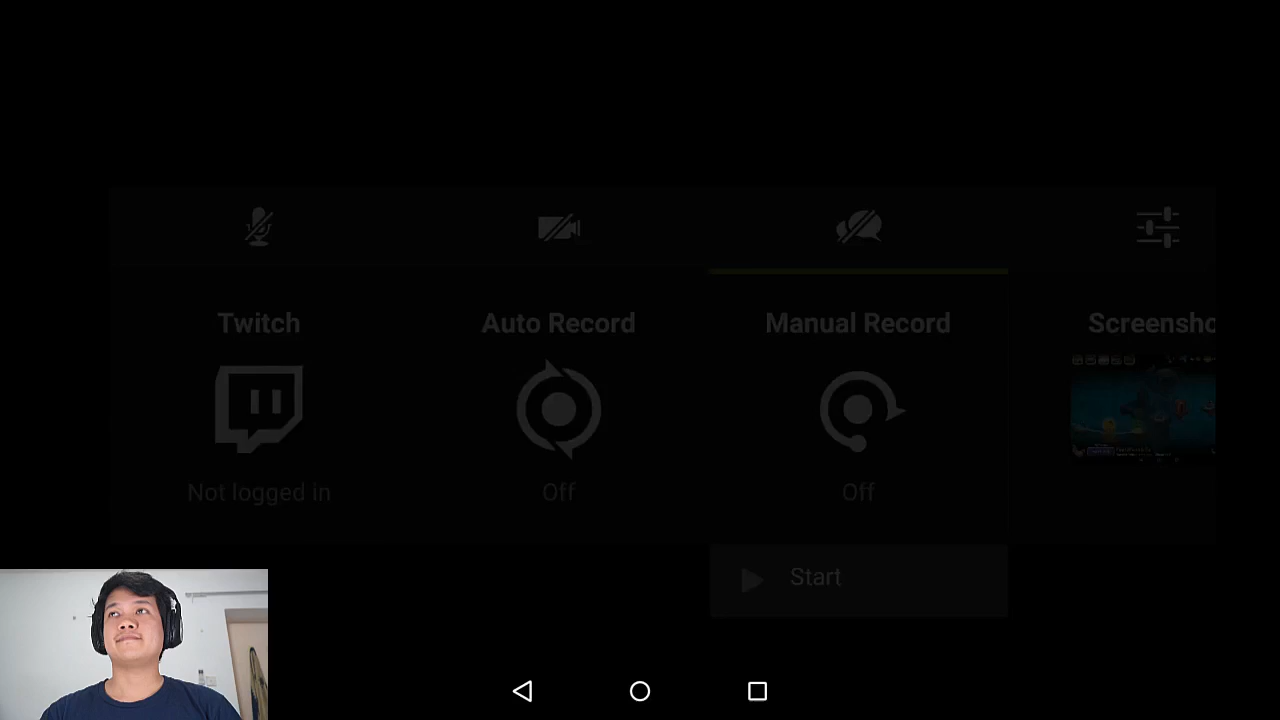 Twitch
Auto Record
Manual Record
Screensho
Not logged in
Off
Off
Start